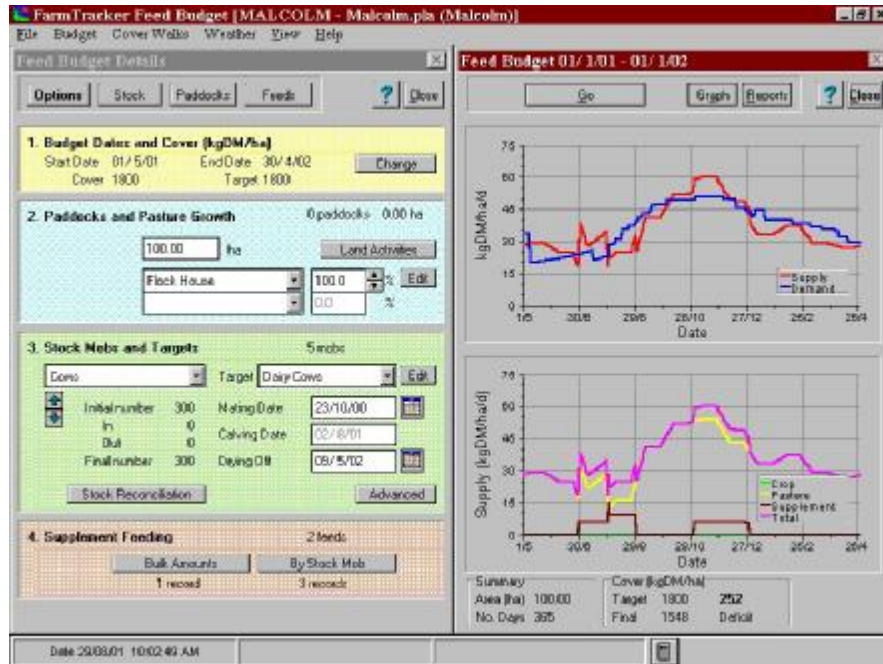 FarmTracker Feed Budget [MALCOLM - Malcolm.pla (Malcolm)]
File Budget Cover Walks Weather View Help
Feed Budget Details
Options Stock Paddocks Feeds ? Close
1. Budget Dates and Cover (kgDM/ha)
Start Date 01/5/01 End Date 30/4/02 Change
Cover 1800 Target 1800
2. Paddocks and Pasture Growth 0 paddocks 0.00 ha
100.00 ha Land Activities
Flock House 100.0 % Edit
0.0 %
3. Stock Mobs and Targets 5 mobs
Cows Target Dairy Cows Edit
Initial number 300 Mating Date 23/10/00
In 0
Calving Date 02/8/01
Out 0
Final number 300 Drying Off 09/5/02
Stock Reconciliation Advanced
4. Supplement Feeding 2 feeds
Bulk Amounts By Stock Mob
1 record 3 records
Feed Budget 01/1/01 - 01/1/02
Go Graph Reports ? Close
75
60
45
30
15
0
kgDM/ha/d
Supply
Demand
1/5 30/6 29/8 28/10 27/12 25/2 26/4
Date
75
60
45
30
15
0
Supply (kgDM/ha/d)
Crop
Pasture
Supplement
Total
1/5 30/6 29/8 28/10 27/12 25/2 26/4
Date
Summary Cover (kgDM/ha)
Area (ha) 100.00 Target 1800 252
No. Days 365 Final 1548 Deficit
Date 29/08/01 10:02:49 AM